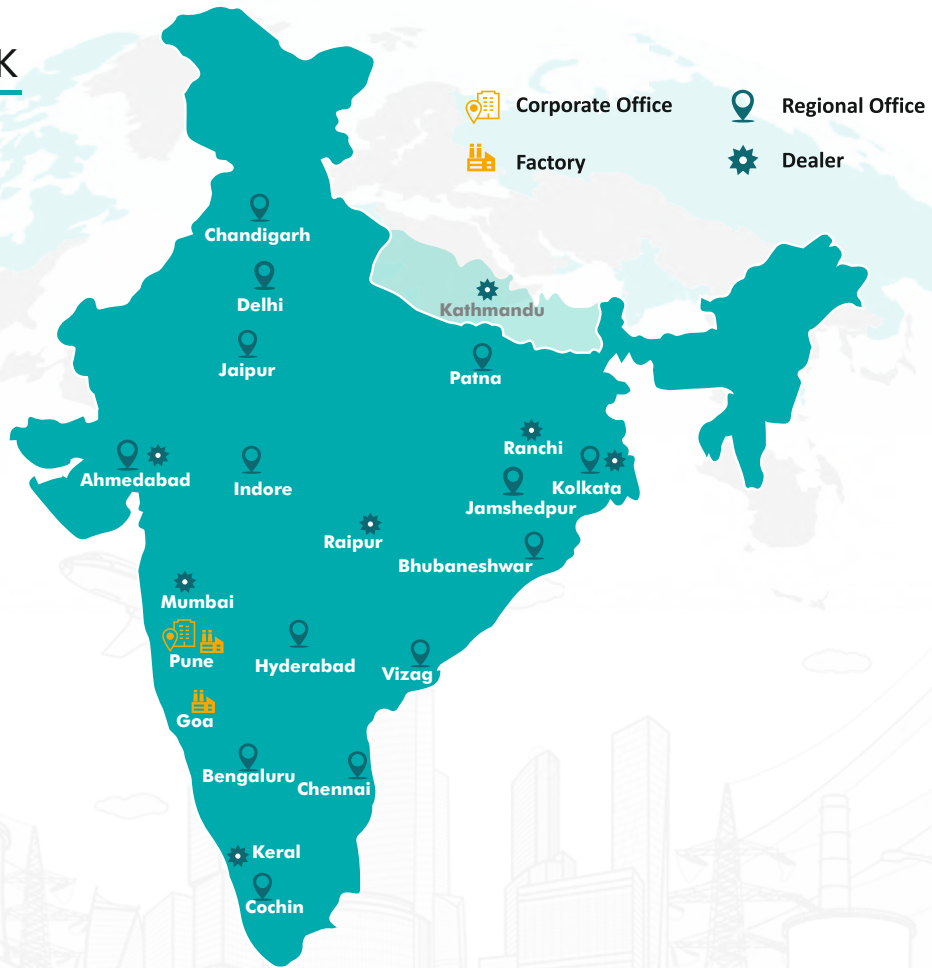 K
Corporate Office
Regional Office
Factory
Dealer
Chandigarh
Delhi
Kathmandu
Jaipur
Patna
Ranchi
Ahmedabad
Indore
Kolkata
Jamshedpur
Raipur
Bhubaneshwar
Mumbai
Pune
Hyderabad
Vizag
Goa
Bengaluru
Chennai
Keral
Cochin